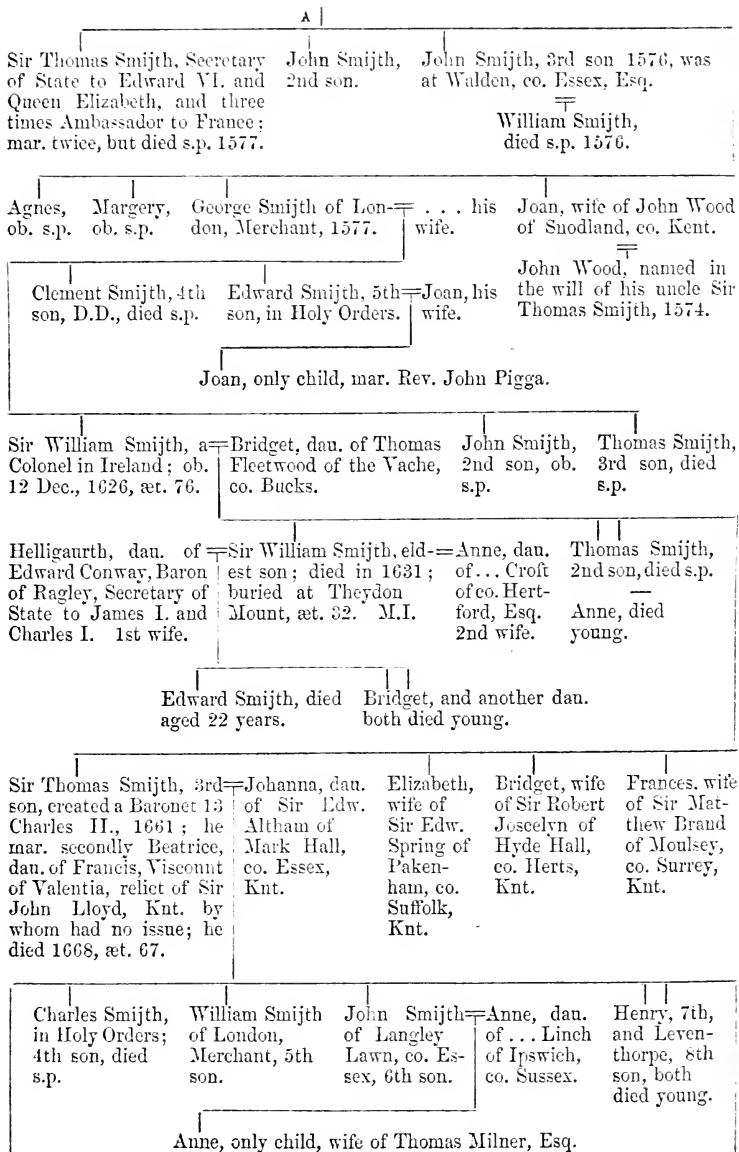 A
Sir Thomas Smijth, Secretary
of State to Edward VI. and
Queen Elizabeth, and three
times Ambassador to France;
mar. twice, but died s.p. 1577.
John Smijth,
2nd son.
John Smijth, 3rd son 1576, was
at Walden, co. Essex, Esq.
William Smijth,
died s.p. 1576.
Agnes,
ob. s.p.
Margery,
ob. s.p.
George Smijth of Lon-
don, Merchant, 1577.
. . . his
wife.
Joan, wife of John Wood
of Snodland, co. Kent.
John Wood, named in
the will of his uncle Sir
Thomas Smijth, 1574.
Clement Smijth, 4th
son, D.D., died s.p.
Edward Smijth, 5th
son, in Holy Orders.
Joan, his
wife.
Joan, only child, mar. Rev. John Pigga.
Sir William Smijth, a
Colonel in Ireland; ob.
12 Dec., 1626, æt. 76.
Bridget, dau. of Thomas
Fleetwood of the Vache,
co. Bucks.
John Smijth,
2nd son, ob.
s.p.
Thomas Smijth,
3rd son, died
s.p.
Helligaurth, dau. of
Edward Conway, Baron
of Ragley, Secretary of
State to James I. and
Charles I. 1st wife.
Sir William Smijth, eld-
est son; died in 1631;
buried at Theydon
Mount, æt. 32. M.I.
Anne, dau.
of . . . Croft
of co. Hert-
ford, Esq.
2nd wife.
Thomas Smijth,
2nd son, died s.p.
—
Anne, died
young.
Edward Smijth, died
aged 22 years.
Bridget, and another dau.
both died young.
Sir Thomas Smijth, 3rd
son, created a Baronet 13
Charles II., 1661; he
mar. secondly Beatrice,
dau. of Francis, Viscount
of Valentia, relict of Sir
John Lloyd, Knt. by
whom had no issue; he
died 1668, æt. 67.
Johanna, dau.
of Sir Edw.
Altham of
Mark Hall,
co. Essex,
Knt.
Elizabeth,
wife of
Sir Edw.
Spring of
Paken-
ham, co.
Suffolk,
Knt.
Bridget, wife
of Sir Robert
Joscelyn of
Hyde Hall,
co. Herts,
Knt.
Frances, wife
of Sir Mat-
thew Brand
of Moulsey,
co. Surrey,
Knt.
Charles Smijth,
in Holy Orders;
4th son, died
s.p.
William Smijth
of London,
Merchant, 5th
son.
John Smijth
of Langley
Lawn, co. Es-
sex, 6th son.
Anne, dau.
of . . . Linch
of Ipswich,
co. Sussex.
Henry, 7th,
and Leven-
thorpe, 8th
son, both
died young.
Anne, only child, wife of Thomas Milner, Esq.